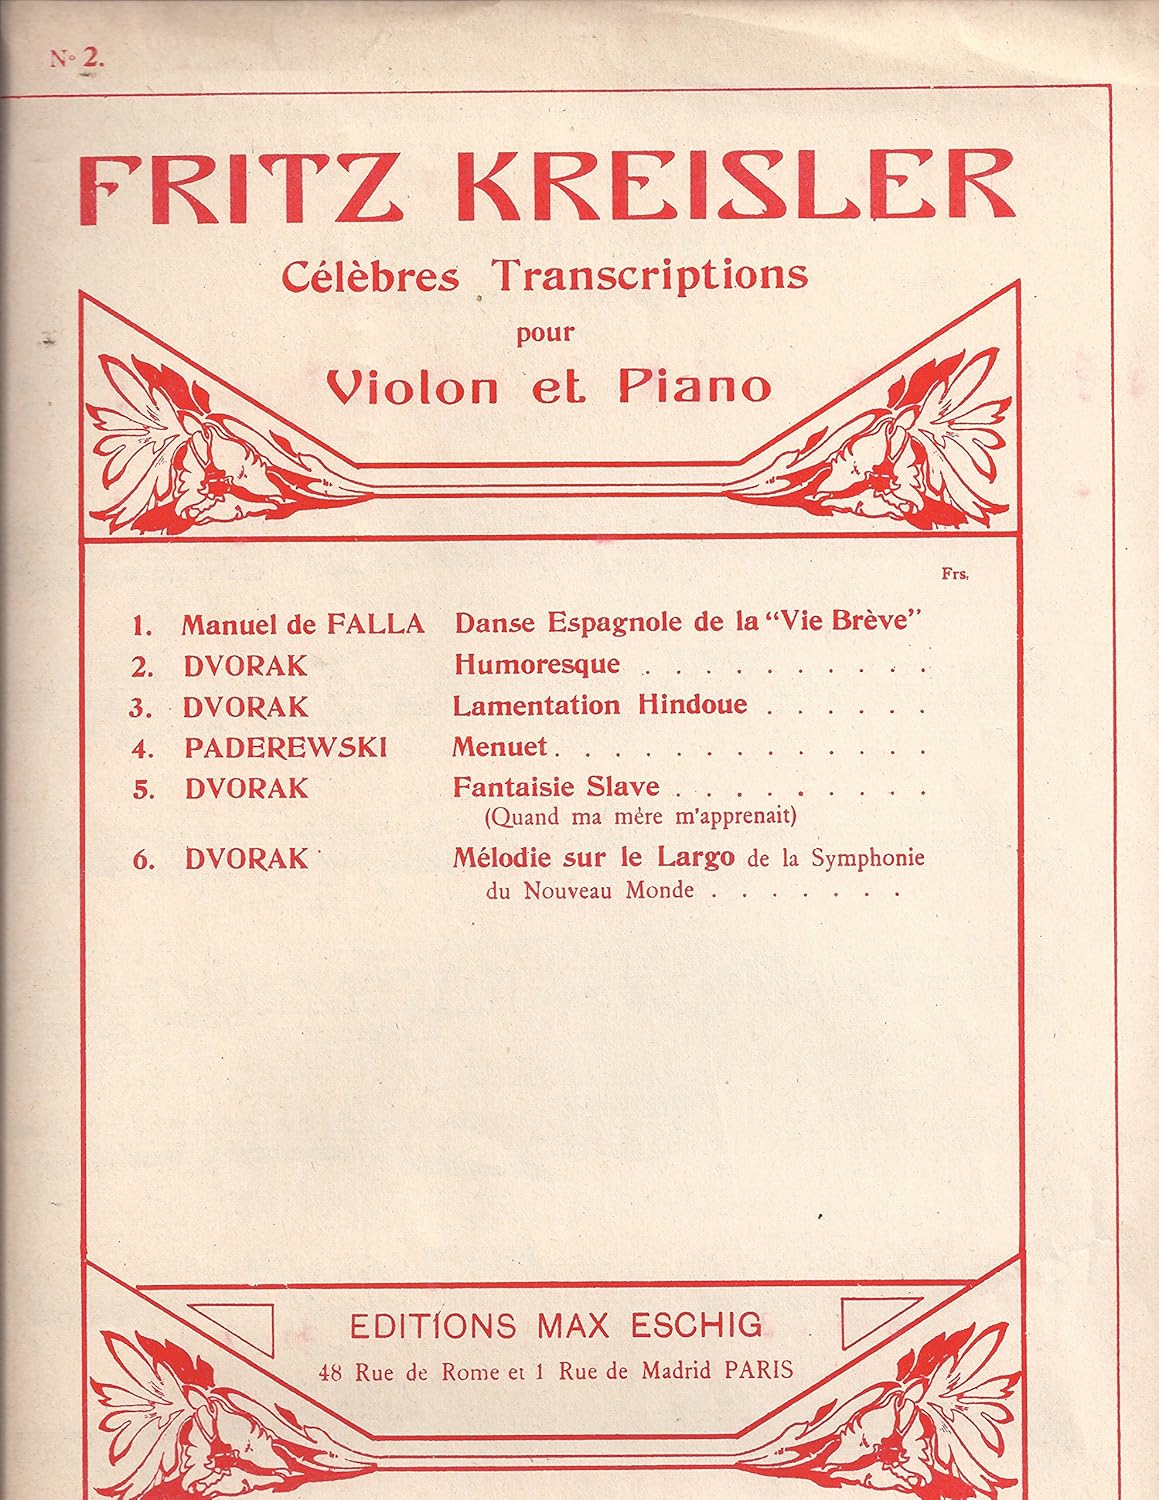 N° 2.
FRITZ KREISLER
Célèbres Transcriptions
pour
Violon et Piano
Frs.
1. Manuel de FALLA Danse Espagnole de la "Vie Brève"
2. DVORAK Humoresque . . . . . . . . . .
3. DVORAK Lamentation Hindoue . . . . . .
4. PADEREWSKI Menuet . . . . . . . . . . . . .
5. DVORAK Fantaisie Slave . . . . . . . . .
(Quand ma mère m'apprenait)
6. DVORAK Mélodie sur le Largo de la Symphonie
du Nouveau Monde . . . . . . .
EDITIONS MAX ESCHIG
48 Rue de Rome et 1 Rue de Madrid PARIS